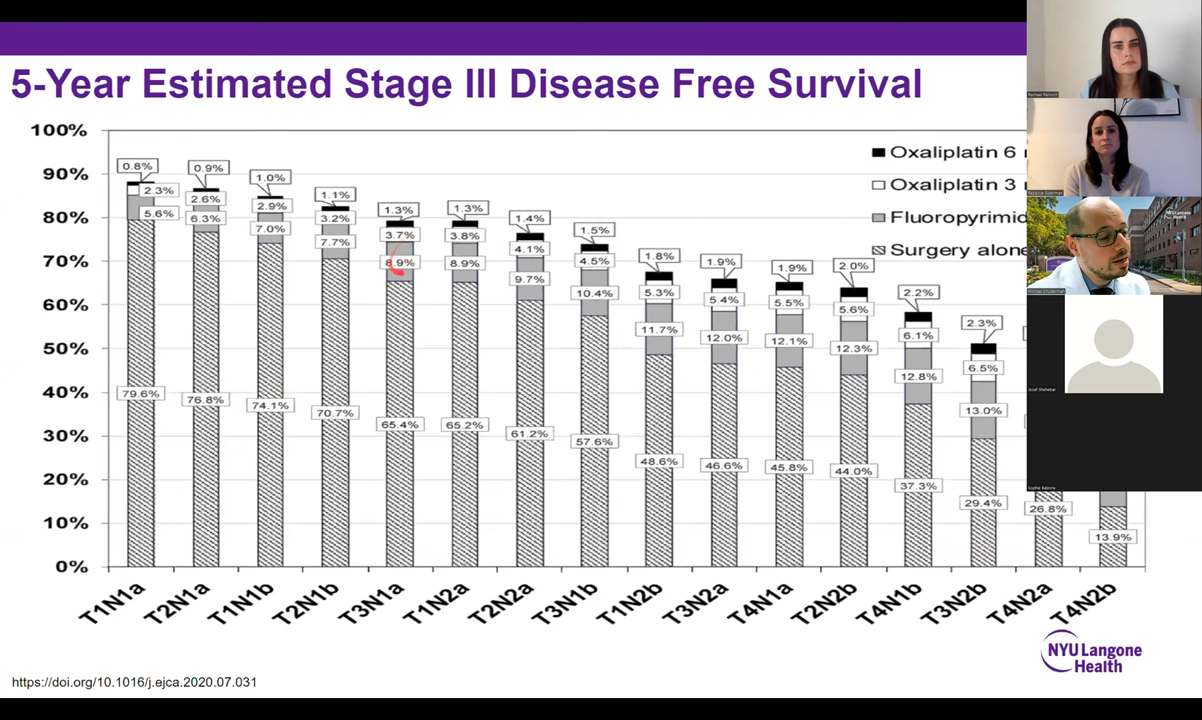 5-Year Estimated Stage III Disease Free Survival
100%
90%
80%
70%
60%
50%
40%
30%
20%
10%
0%
Oxaliplatin 6
Oxaliplatin 3
Fluoropyrimid
Surgery alone
0.8%
2.3%
5.6%
79.6%
0.9%
2.6%
6.3%
76.8%
1.0%
2.9%
7.0%
74.1%
1.1%
3.2%
7.7%
70.7%
1.3%
3.7%
8.9%
65.4%
1.3%
3.8%
8.9%
65.2%
1.4%
4.1%
9.7%
61.2%
1.5%
4.5%
10.4%
57.6%
1.8%
5.3%
11.7%
48.6%
1.9%
5.4%
12.0%
46.6%
1.9%
5.5%
12.1%
45.8%
2.0%
5.6%
12.3%
44.0%
2.2%
6.1%
12.8%
37.3%
2.3%
6.5%
13.0%
29.4%
26.8%
13.9%
T1N1a
T2N1a
T1N1b
T2N1b
T3N1a
T1N2a
T2N2a
T3N1b
T1N2b
T3N2a
T4N1a
T2N2b
T4N1b
T3N2b
T4N2a
T4N2b
NYU Langone
Health
https://doi.org/10.1016/j.ejca.2020.07.031
NYU Langone
Health